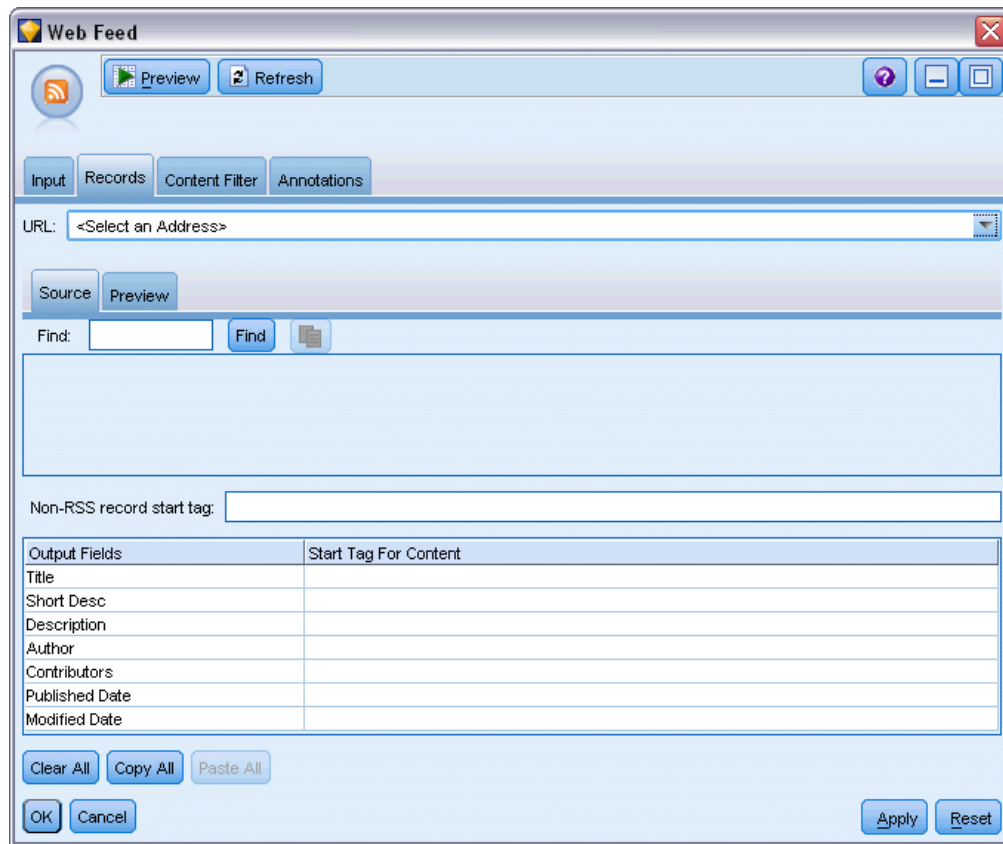 Web Feed
Preview Refresh
Input Records Content Filter Annotations
URL: <Select an Address>
Source Preview
Find: Find
Non-RSS record start tag:
Output Fields Start Tag For Content
Title
Short Desc
Description
Author
Contributors
Published Date
Modified Date
Clear All Copy All Paste All
OK Cancel Apply Reset